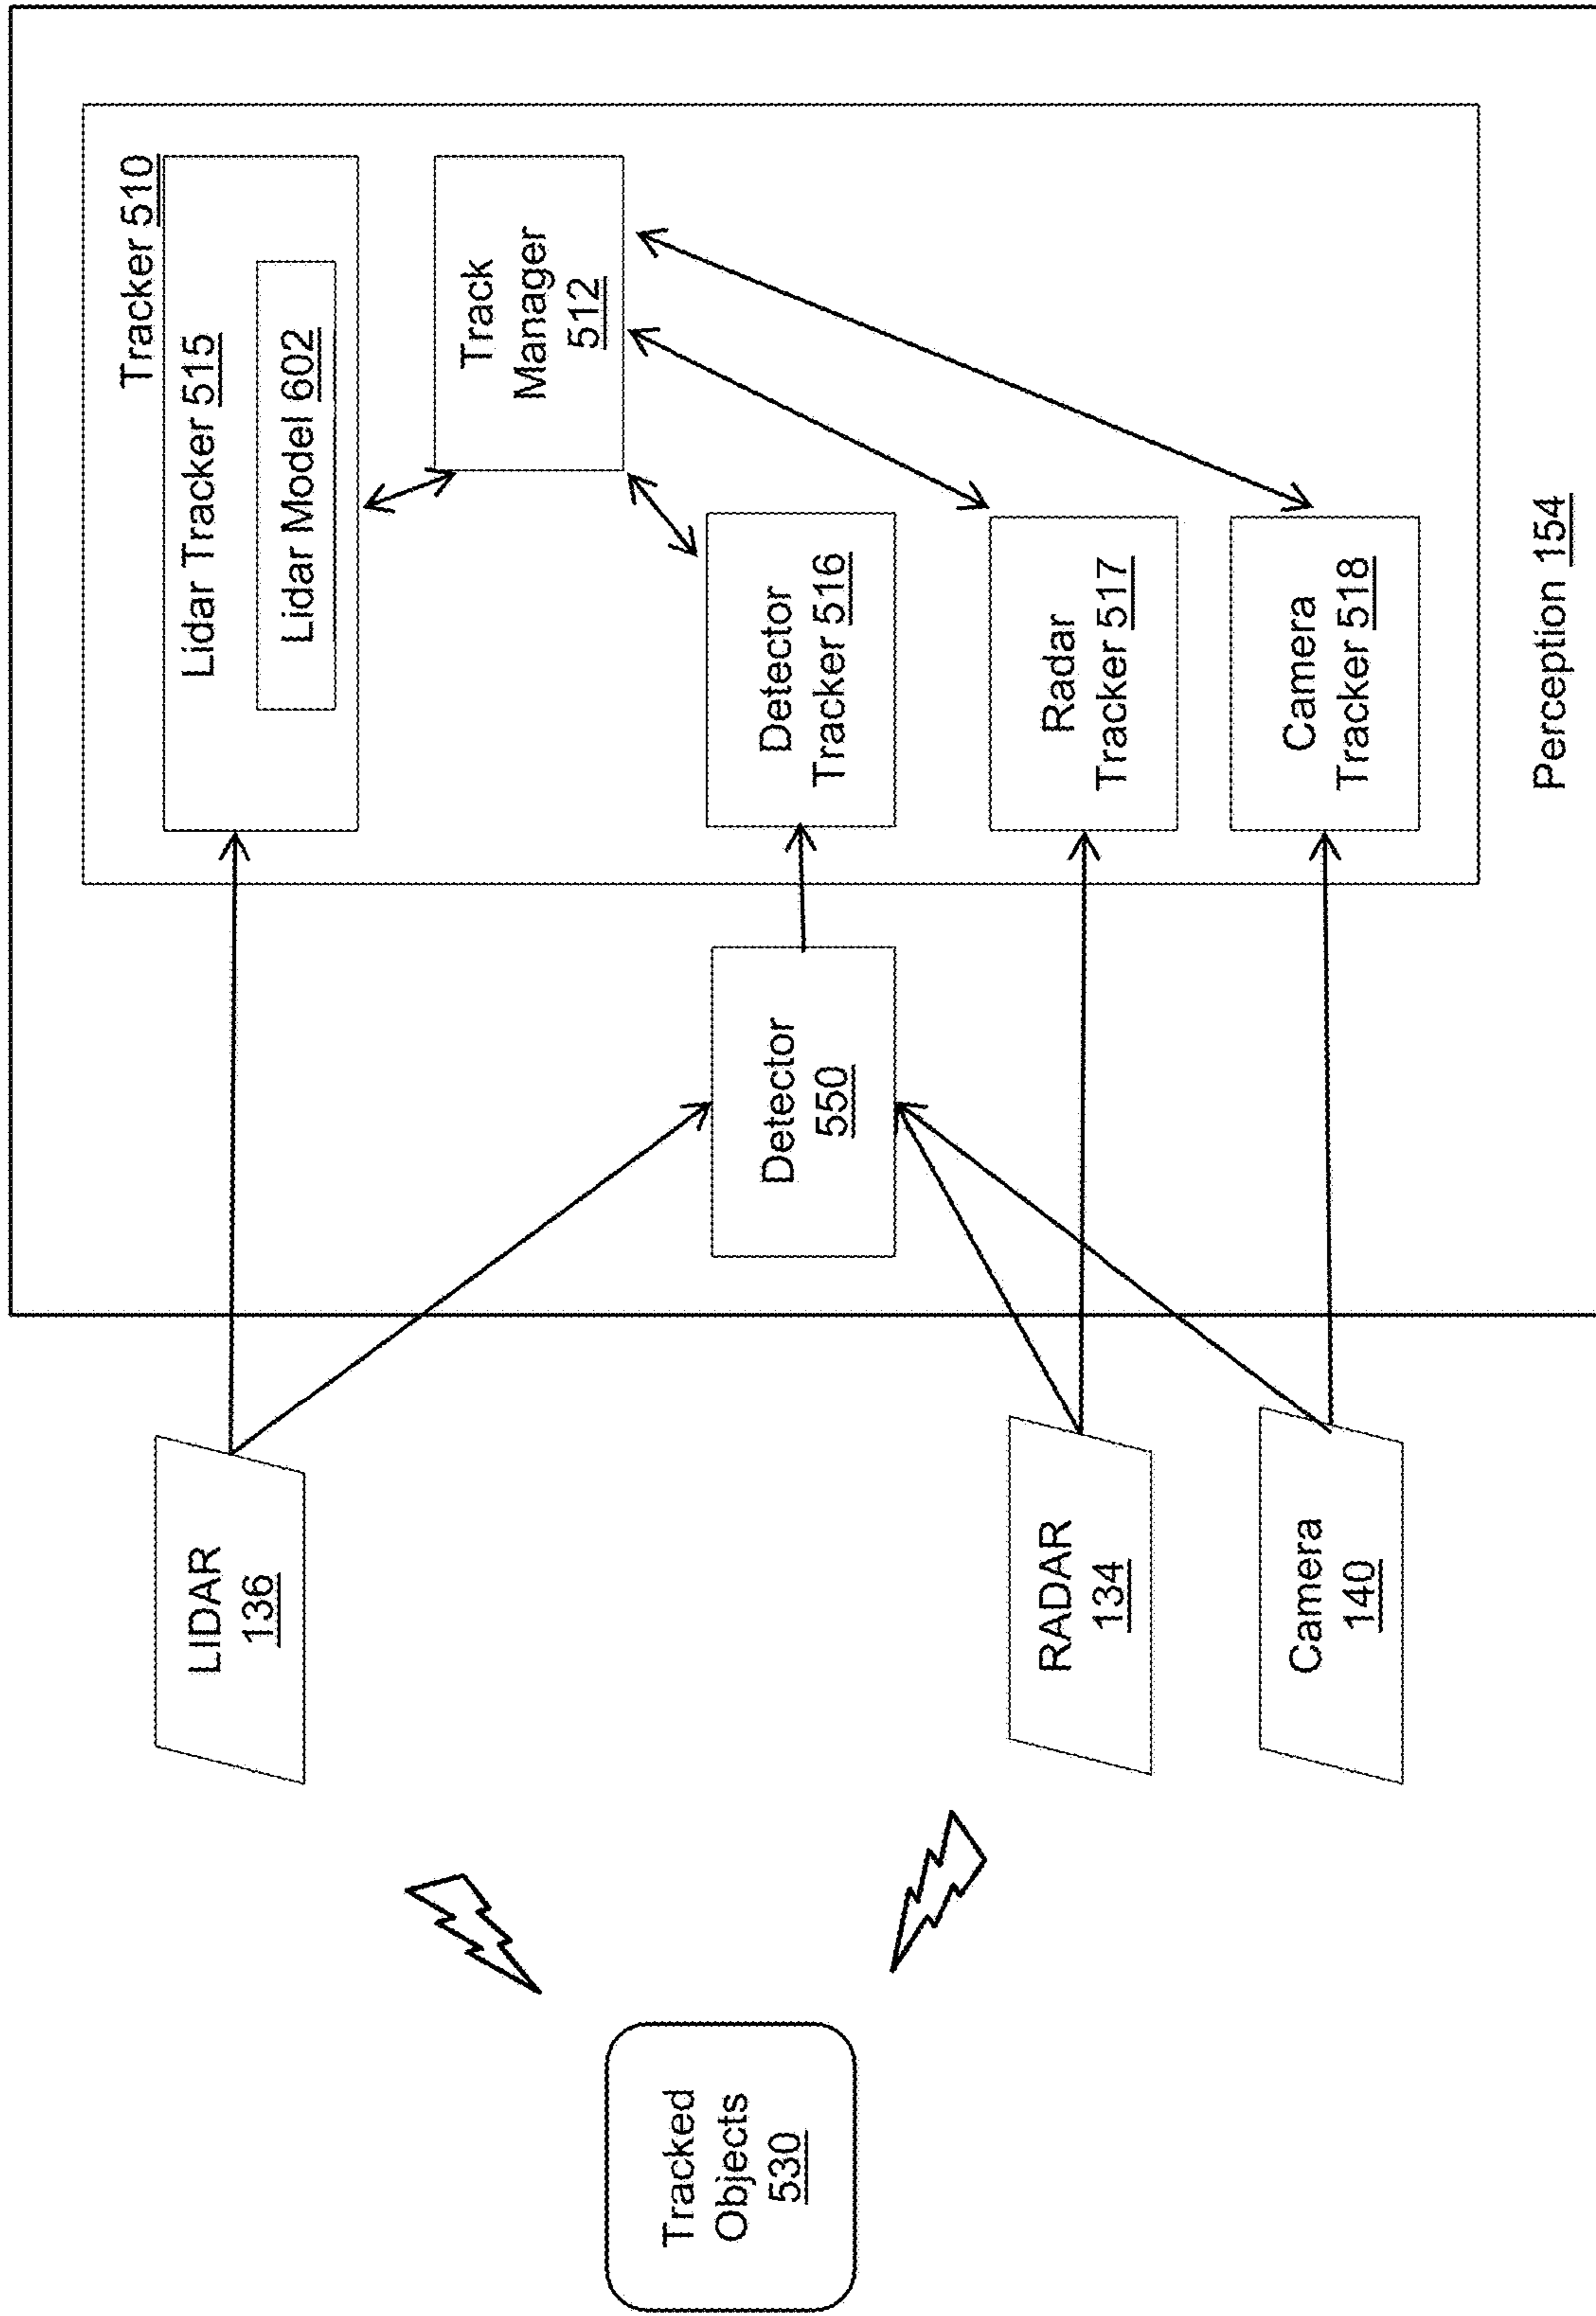 Tracked
Objects
530
LIDAR
136
RADAR
134
Camera
140
Detector
550
Tracker 510
Lidar Tracker 515
Lidar Model 602
Track
Manager
512
Detector
Tracker 516
Radar
Tracker 517
Camera
Tracker 518
Perception 154